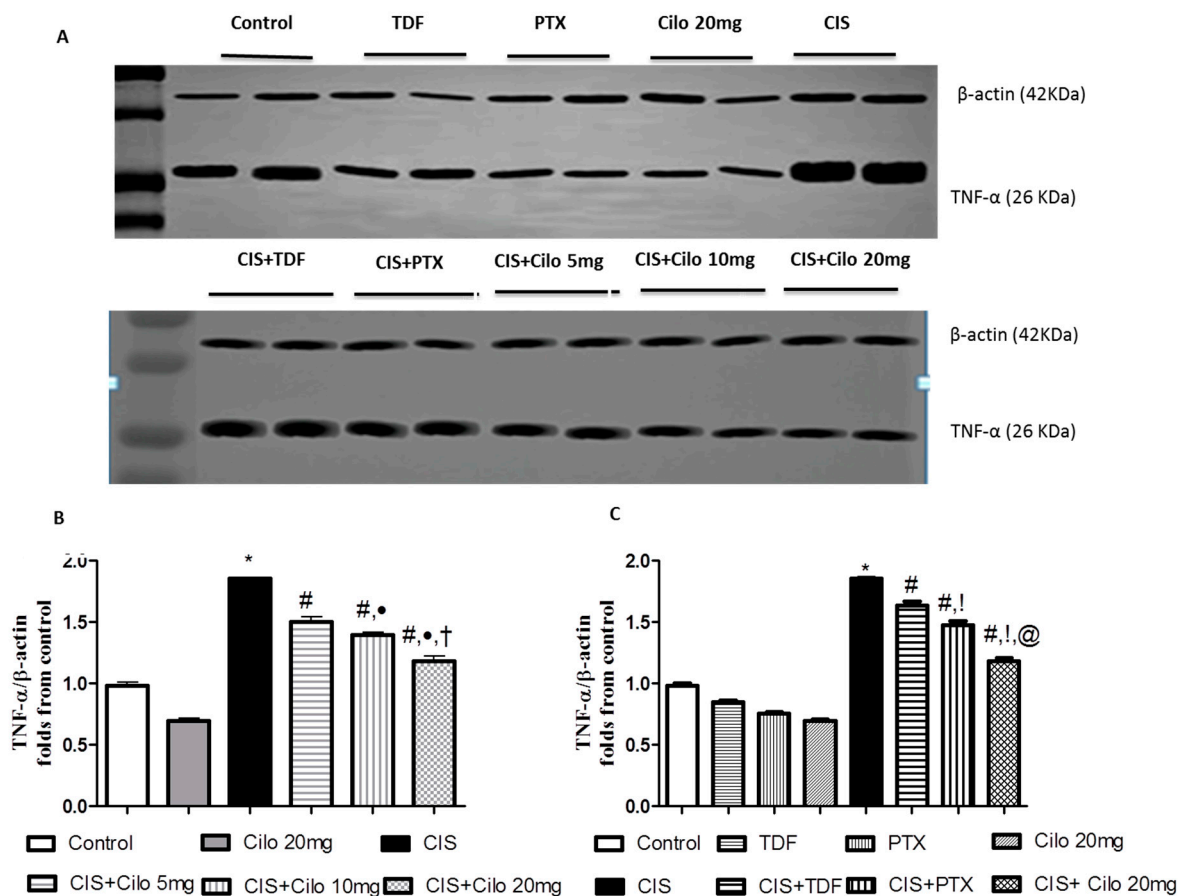 A
Control TDF PTX Cilo 20mg CIS
β-actin (42KDa)
TNF-α (26 KDa)
CIS+TDF CIS+PTX CIS+Cilo 5mg CIS+Cilo 10mg CIS+Cilo 20mg
β-actin (42KDa)
TNF-α (26 KDa)
B
TNF-α/β-actin
folds from control
2.0
1.5
1.0
0.5
0.0
*
#
#,•
#,•,†
Control Cilo 20mg CIS
CIS+Cilo 5mg CIS+Cilo 10mg CIS+Cilo 20mg
C
TNF-α/β-actin
folds from control
2.0
1.5
1.0
0.5
0.0
*
#
#,!
#,!,@
Control TDF PTX Cilo 20mg
CIS CIS+TDF CIS+PTX CIS+ Cilo 20mg